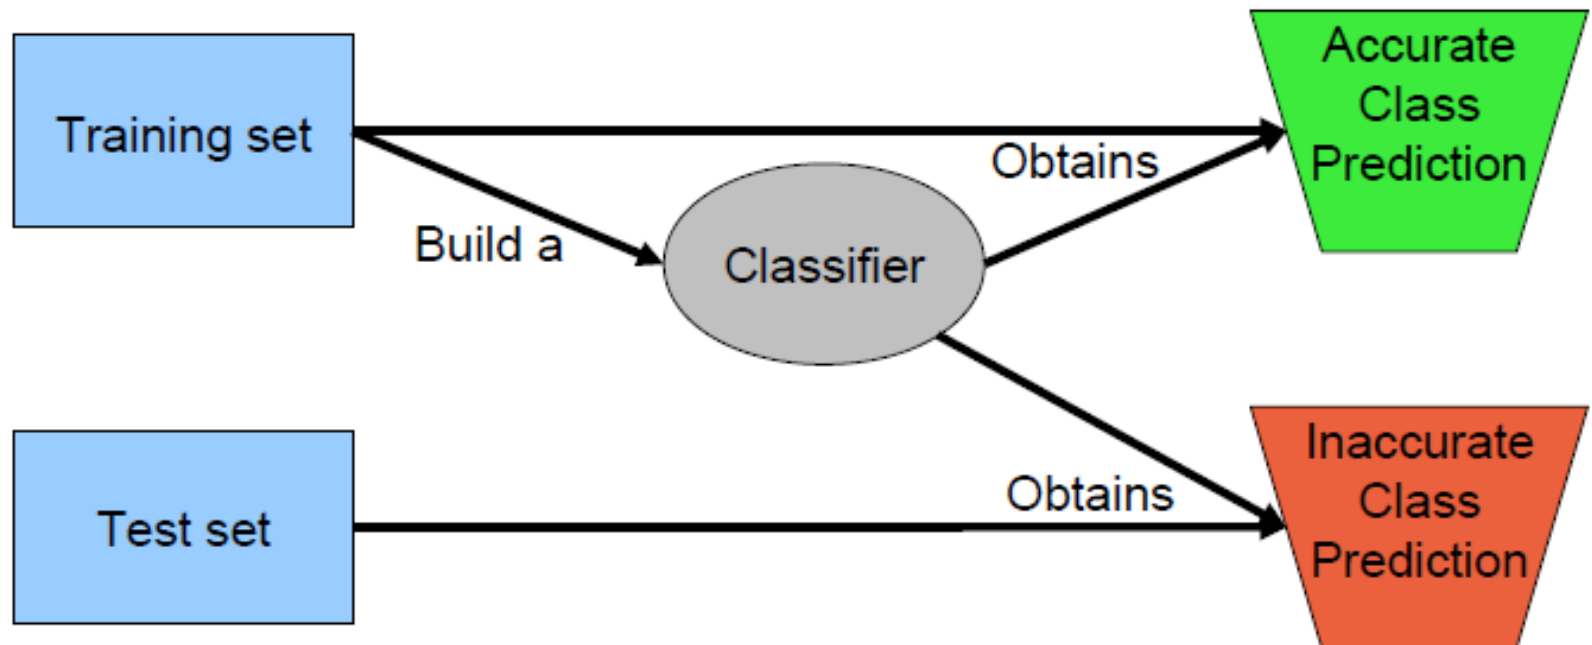 Training set
Build a
Classifier
Obtains
Accurate
Class
Prediction
Test set
Obtains
Inaccurate
Class
Prediction